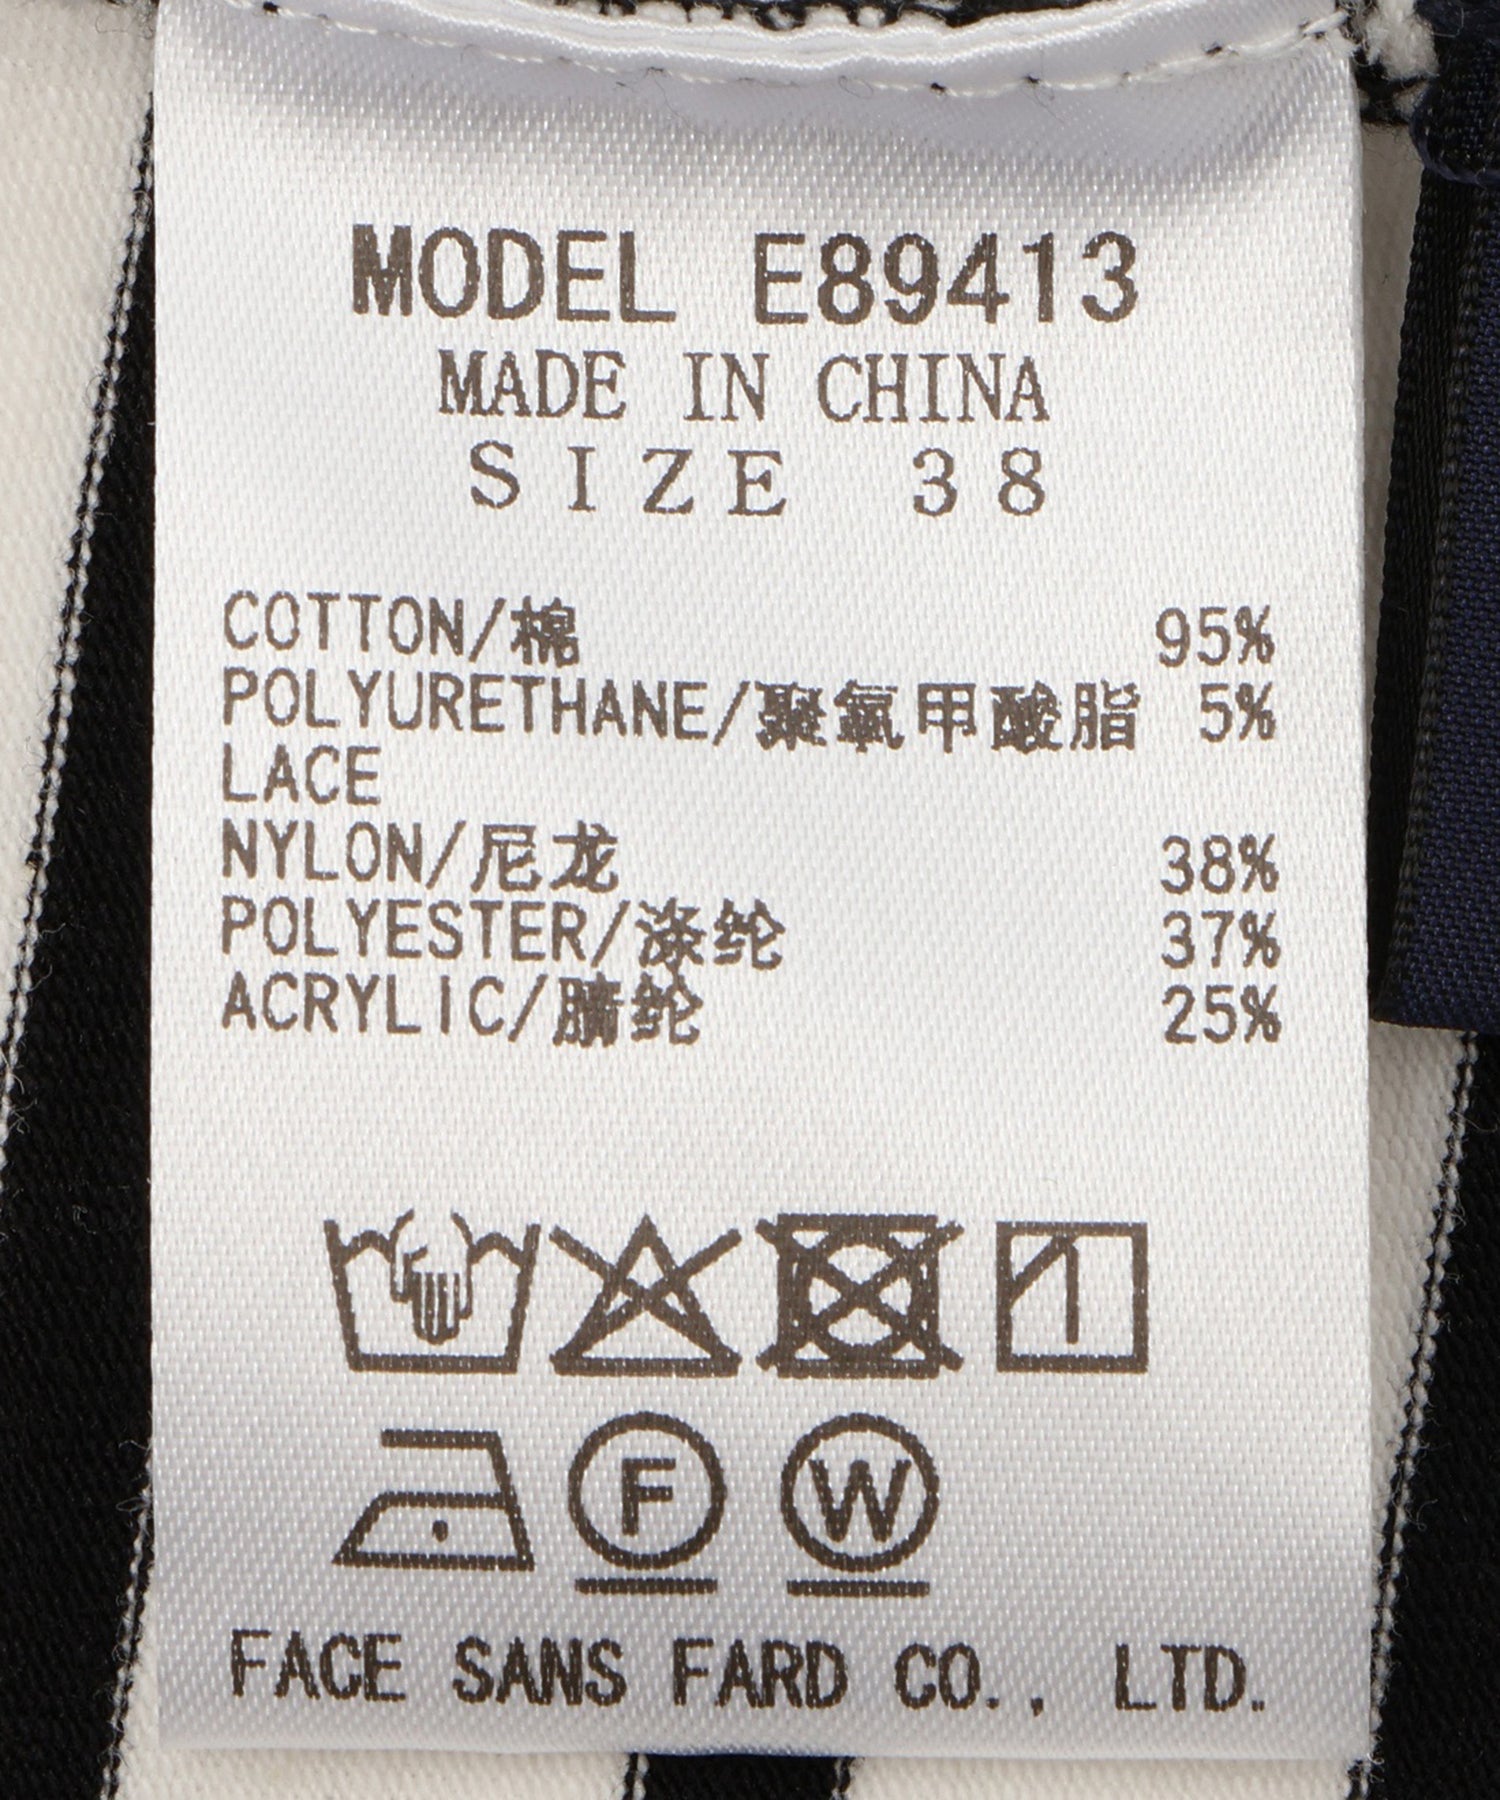 MODEL E89413
MADE IN CHINA
SIZE 38
COTTON/棉 95%
POLYURETHANE/聚氨甲酸脂 5%
LACE
NYLON/尼龙 38%
POLYESTER/涤纶 37%
ACRYLIC/腈纶 25%
F W
FACE SANS FARD CO., LTD.